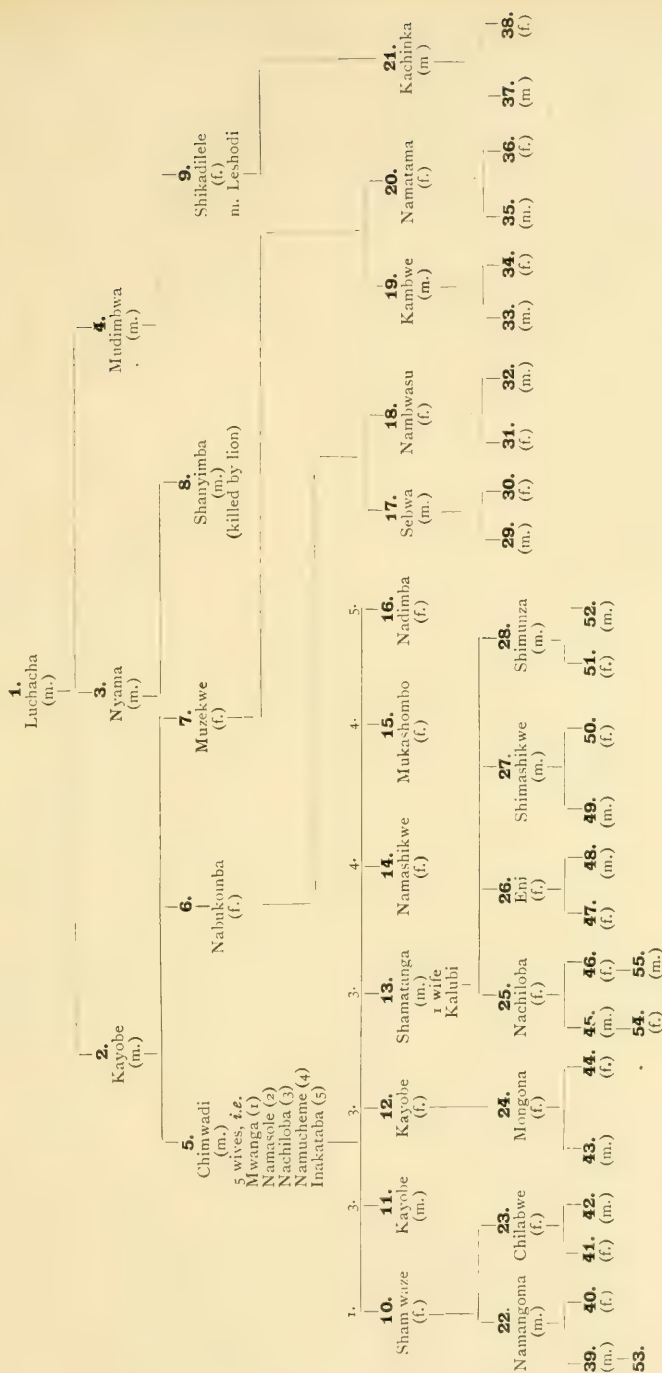 1.
Luchacha
(m.)
2.
Kayobe
(m.)
3.
Nyama
(m.)
4.
Mudimbwa
(m.)
5.
Chimwadi
(m.)
5 wives, i.e.
Mwanga (1)
Namasole (2)
Nachiloba (3)
Namucheme (4)
Inakataba (5)
6.
Nabukomba
(f.)
7.
Muzekwe
(f.)
8.
Shanyimba
(m.)
(killed by lion)
9.
Shikadilele
(f.)
m. Leshodi
1.
10.
Sham waze
(f.)
3.
11.
Kayobe
(m.)
3.
12.
Kayobe
(f.)
3.
13.
Shamatanga
(m.)
1 wife
Kalubi
4.
14.
Namashikwe
(f.)
4.
15.
Mukashombo
(f.)
5.
16.
Nadimba
(f.)
17.
Sebwa
(m.)
18.
Nambwasu
(f.)
19.
Kambwe
(m.)
20.
Namatama
(f.)
21.
Kachinka
(m )
22.
Namangoma
(m.)
23.
Chilabwe
(f.)
24.
Mongona
(f.)
25.
Nachiloba
(f.)
26.
Eni
(f.)
27.
Shimashikwe
(m.)
28.
Shimunza
(m.)
29.
(m.)
30.
(f.)
31.
(f.)
32.
(m.)
33.
(m.)
34.
(f.)
35.
(m.)
36.
(f.)
37.
(m )
38.
(f.)
39.
(m.)
40.
(f.)
41.
(f.)
42.
(m.)
43.
(m.)
44.
(f.)
45.
(m.)
46.
(f.)
47.
(f.)
48.
(m.)
49.
(m.)
50.
(f.)
51.
(f.)
52.
(m.)
53.
54.
(f.)
55.
(m.)